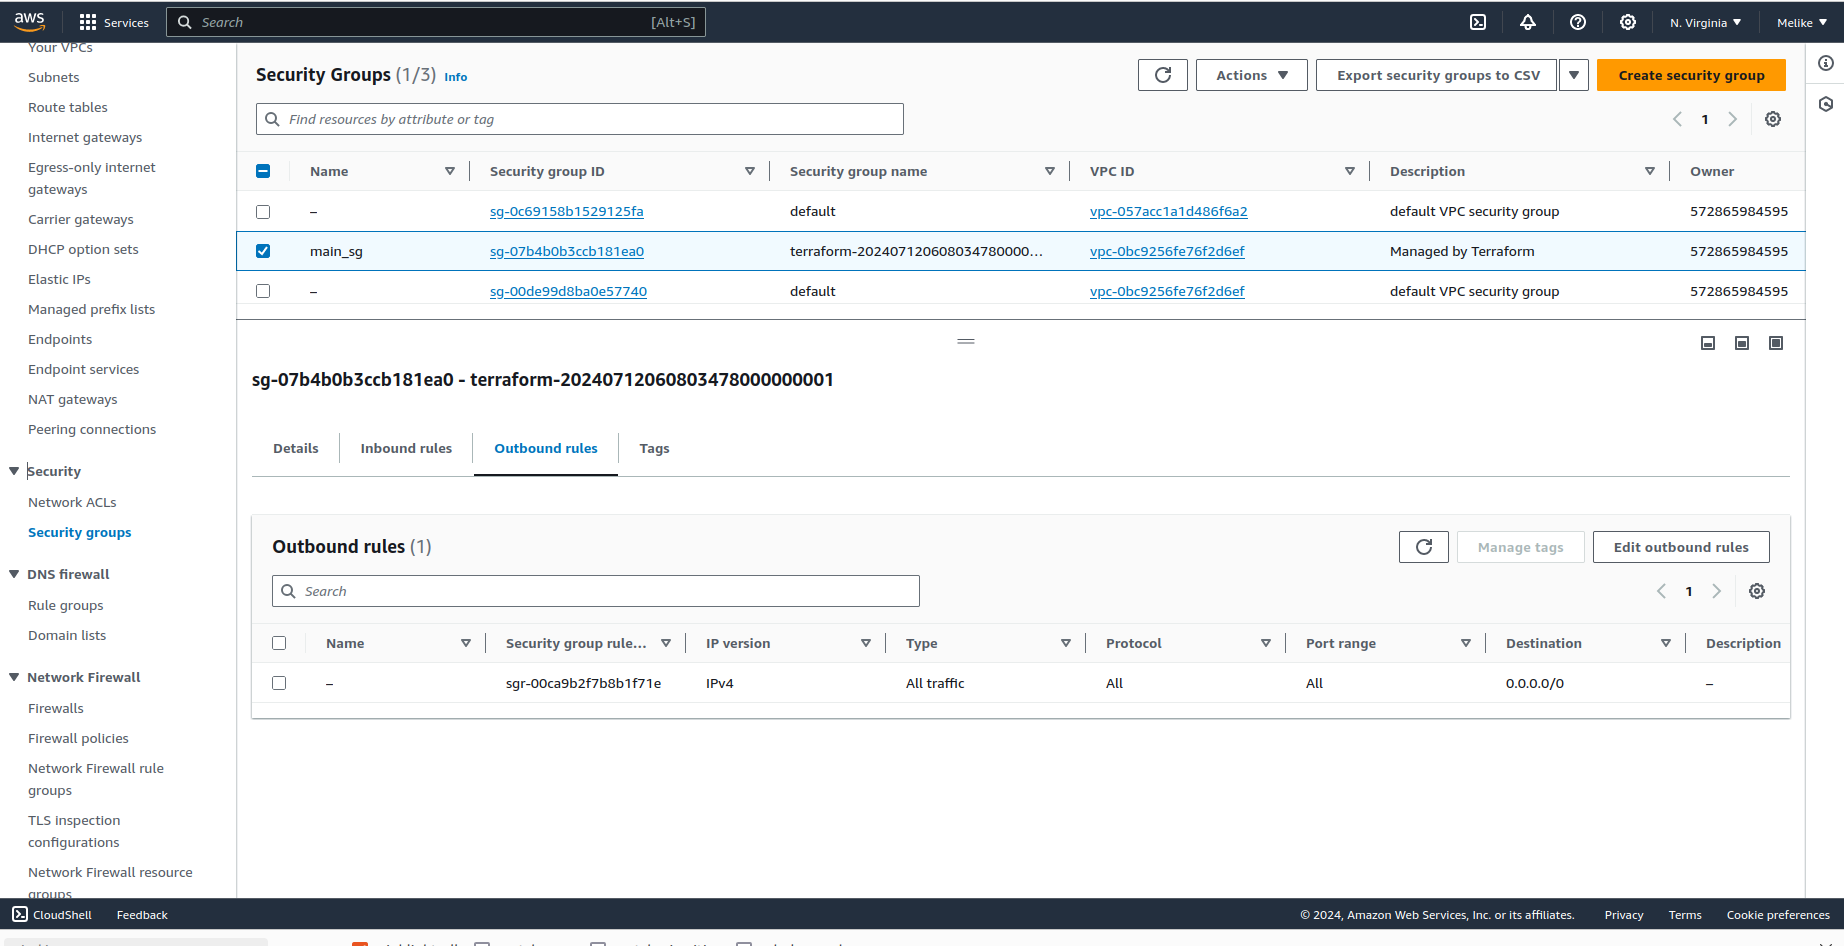 aws Services Search [Alt+S] N. Virginia Melike
Your VPCs
Subnets
Route tables
Internet gateways
Egress-only internet
gateways
Carrier gateways
DHCP option sets
Elastic IPs
Managed prefix lists
Endpoints
Endpoint services
NAT gateways
Peering connections
Security
Network ACLs
Security groups
DNS firewall
Rule groups
Domain lists
Network Firewall
Firewalls
Firewall policies
Network Firewall rule
groups
TLS inspection
configurations
Network Firewall resource
groups
Security Groups (1/3) Info Actions Export security groups to CSV Create security group
Find resources by attribute or tag 1
Name Security group ID Security group name VPC ID Description Owner
– sg-0c69158b1529125fa default vpc-057acc1a1d486f6a2 default VPC security group 572865984595
main_sg sg-07b4b0b3ccb181ea0 terraform-202407120608034780000... vpc-0bc9256fe76f2d6ef Managed by Terraform 572865984595
– sg-00de99d8ba0e57740 default vpc-0bc9256fe76f2d6ef default VPC security group 572865984595
sg-07b4b0b3ccb181ea0 - terraform-20240712060803478000000001
Details Inbound rules Outbound rules Tags
Outbound rules (1) Manage tags Edit outbound rules
Search 1
Name Security group rule... IP version Type Protocol Port range Destination Description
– sgr-00ca9b2f7b8b1f71e IPv4 All traffic All All 0.0.0.0/0 –
CloudShell Feedback © 2024, Amazon Web Services, Inc. or its affiliates. Privacy Terms Cookie preferences